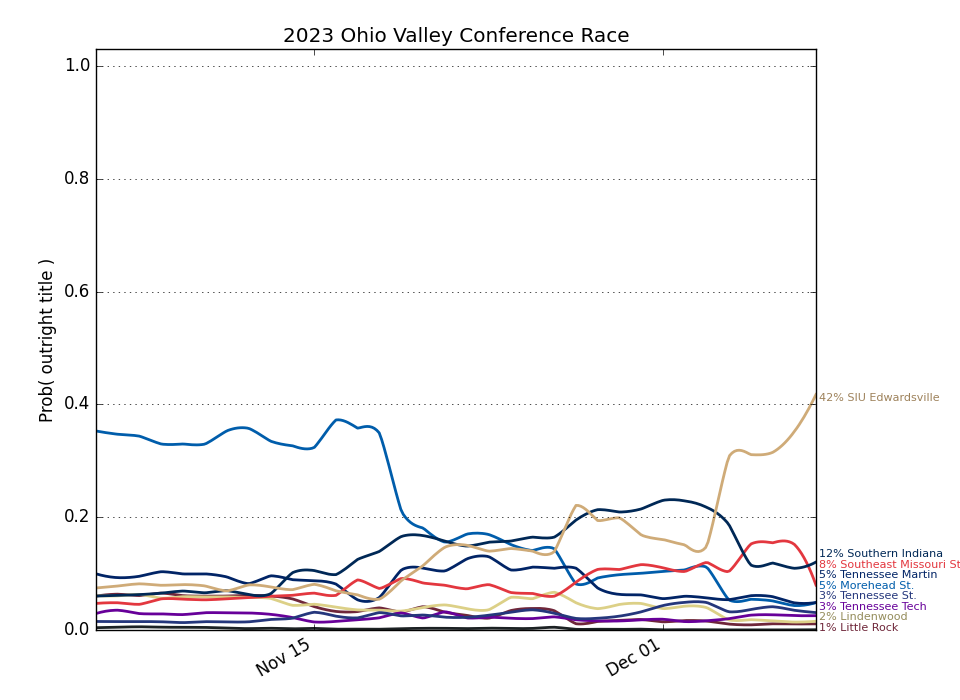 2023 Ohio Valley Conference Race
Prob( outright title )
1.0
0.8
0.6
0.4
0.2
0.0
Nov 15
Dec 01
42% SIU Edwardsville
12% Southern Indiana
8% Southeast Missouri St
5% Tennessee Martin
5% Morehead St.
3% Tennessee St.
3% Tennessee Tech
2% Lindenwood
1% Little Rock